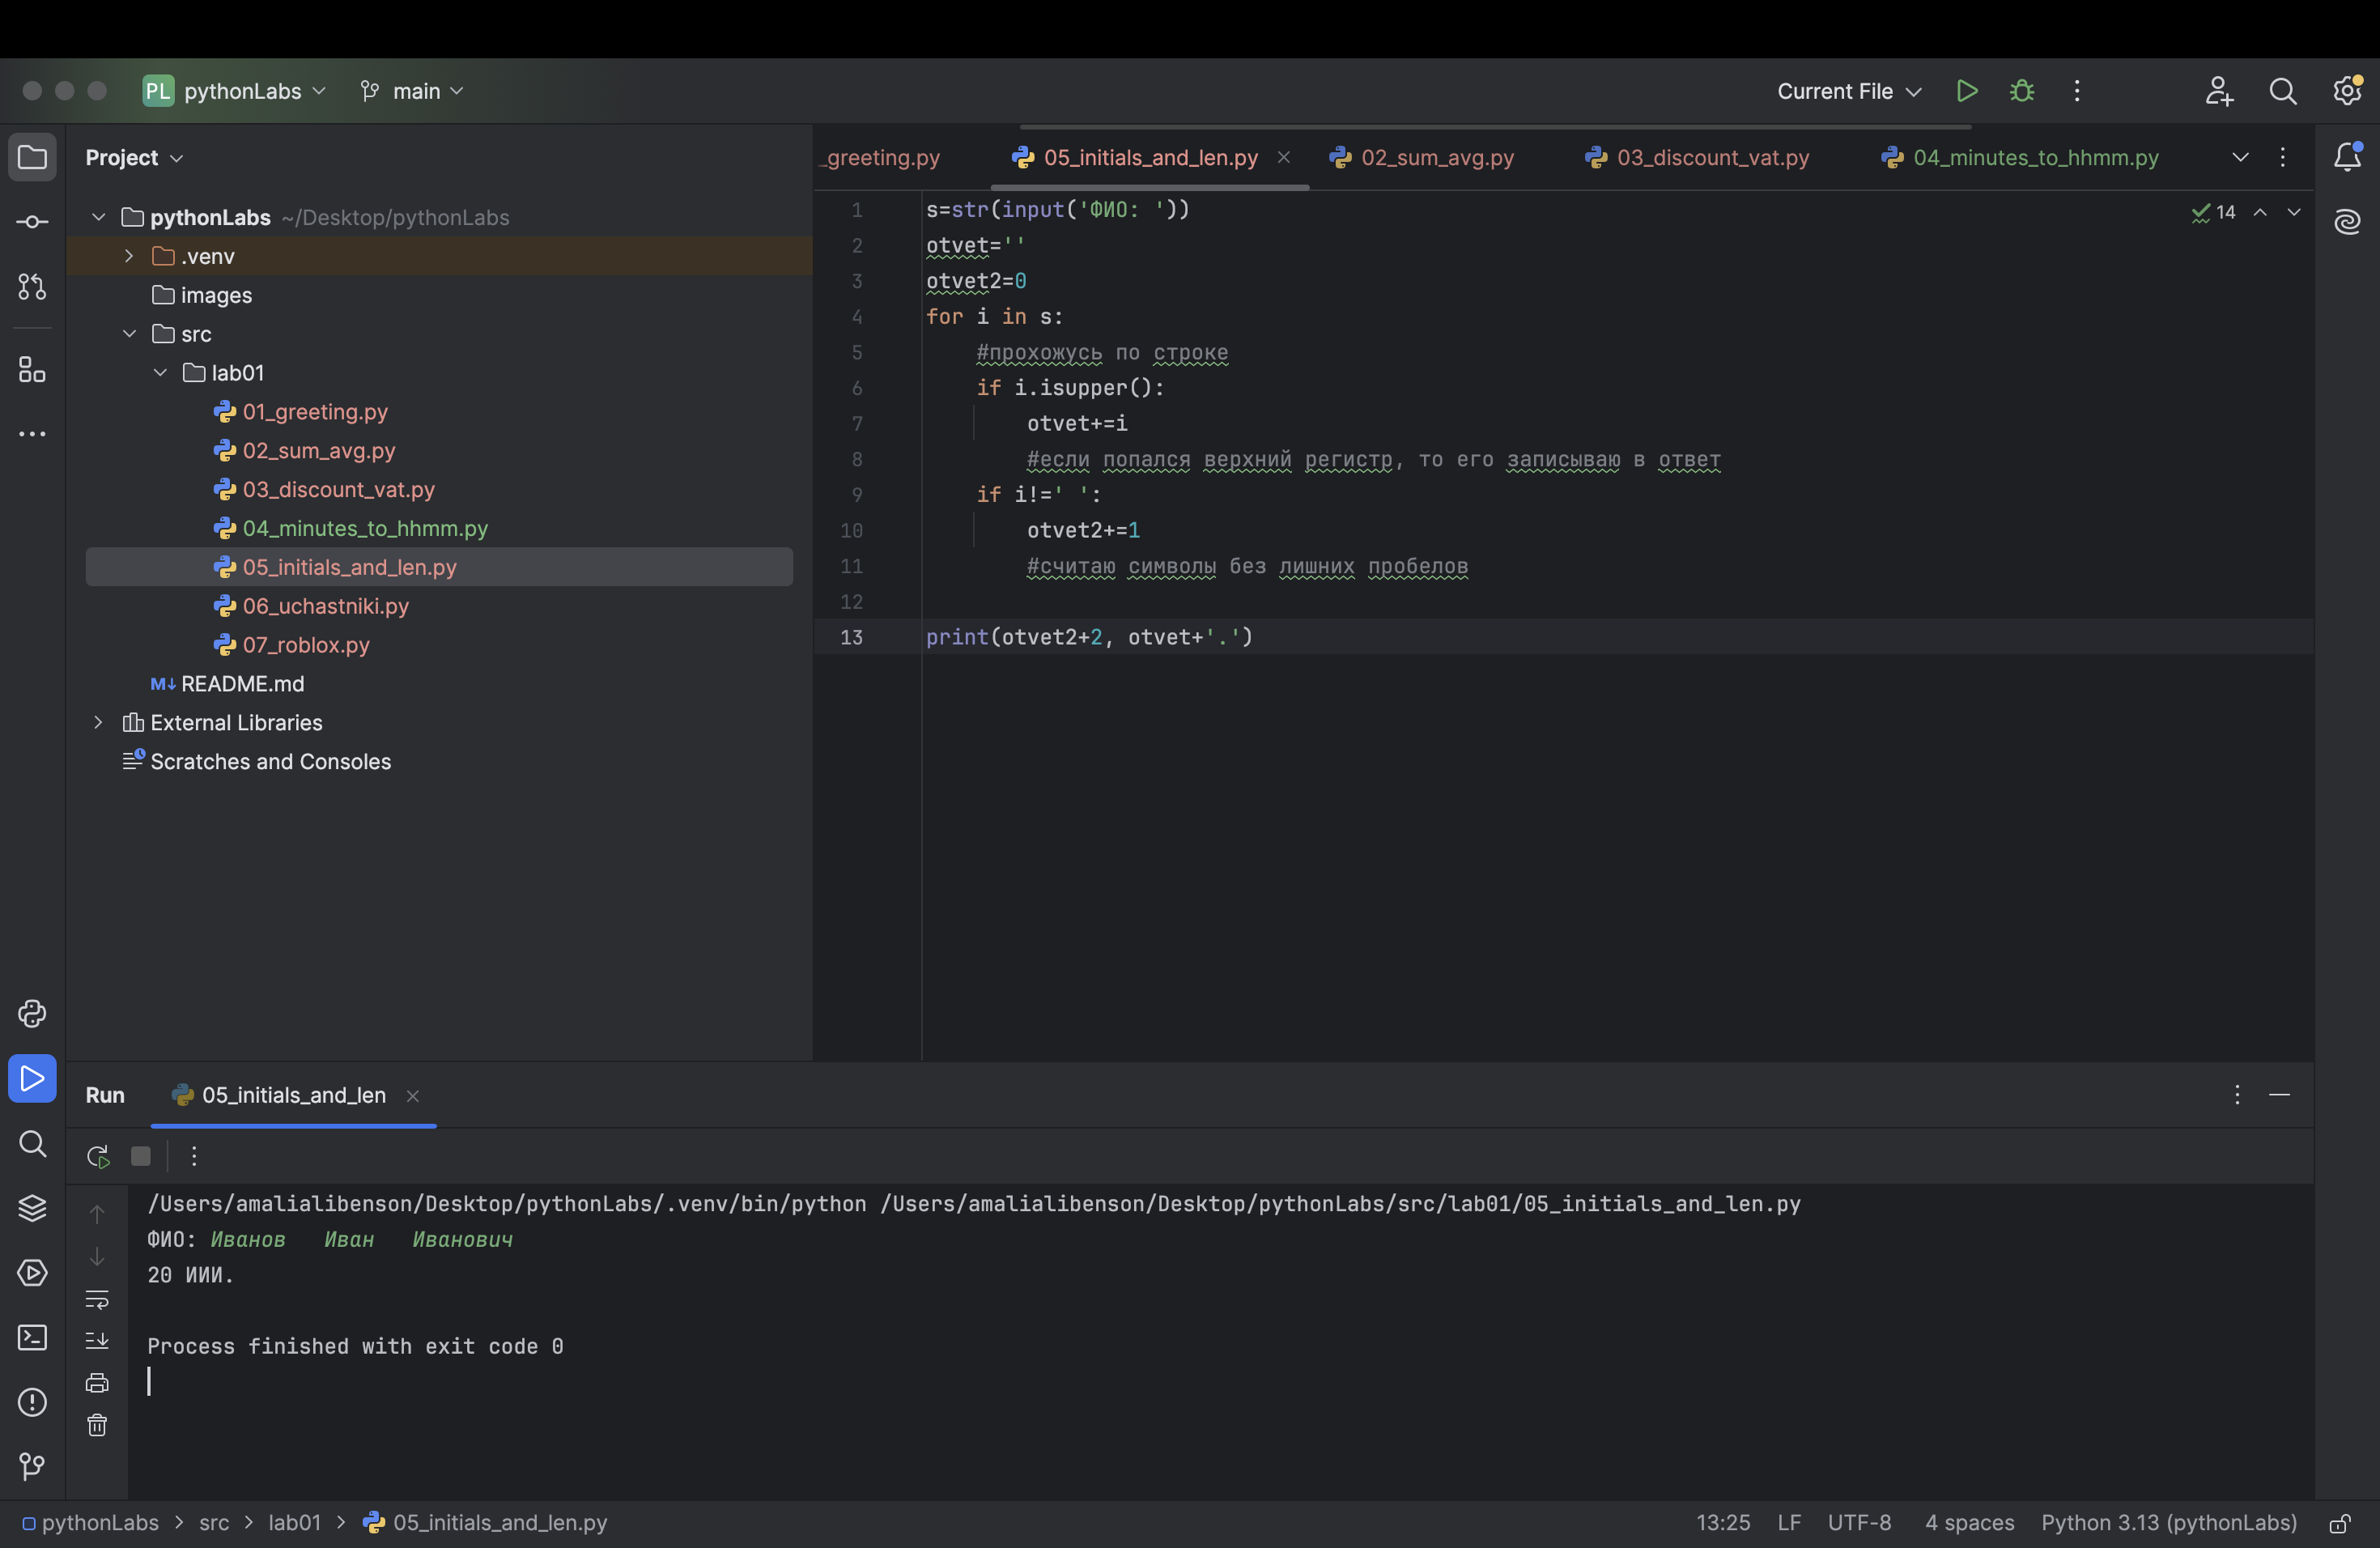 PL pythonLabs main Current File
Project
pythonLabs ~/Desktop/pythonLabs
.venv
images
src
lab01
01_greeting.py
02_sum_avg.py
03_discount_vat.py
04_minutes_to_hhmm.py
05_initials_and_len.py
06_uchastniki.py
07_roblox.py
README.md
External Libraries
Scratches and Consoles
_greeting.py 05_initials_and_len.py 02_sum_avg.py 03_discount_vat.py 04_minutes_to_hhmm.py
14
1 s=str(input('ФИО: '))
2 otvet=''
3 otvet2=0
4 for i in s:
5 #прохожусь по строке
6 if i.isupper():
7 otvet+=i
8 #если попался верхний регистр, то его записываю в ответ
9 if i!=' ':
10 otvet2+=1
11 #считаю символы без лишних пробелов
12
13 print(otvet2+2, otvet+'.')
Run 05_initials_and_len
/Users/amalialibenson/Desktop/pythonLabs/.venv/bin/python /Users/amalialibenson/Desktop/pythonLabs/src/lab01/05_initials_and_len.py
ФИО: Иванов   Иван   Иванович
20 ИИИ.
Process finished with exit code 0
pythonLabs > src > lab01 > 05_initials_and_len.py 13:25 LF UTF-8 4 spaces Python 3.13 (pythonLabs)